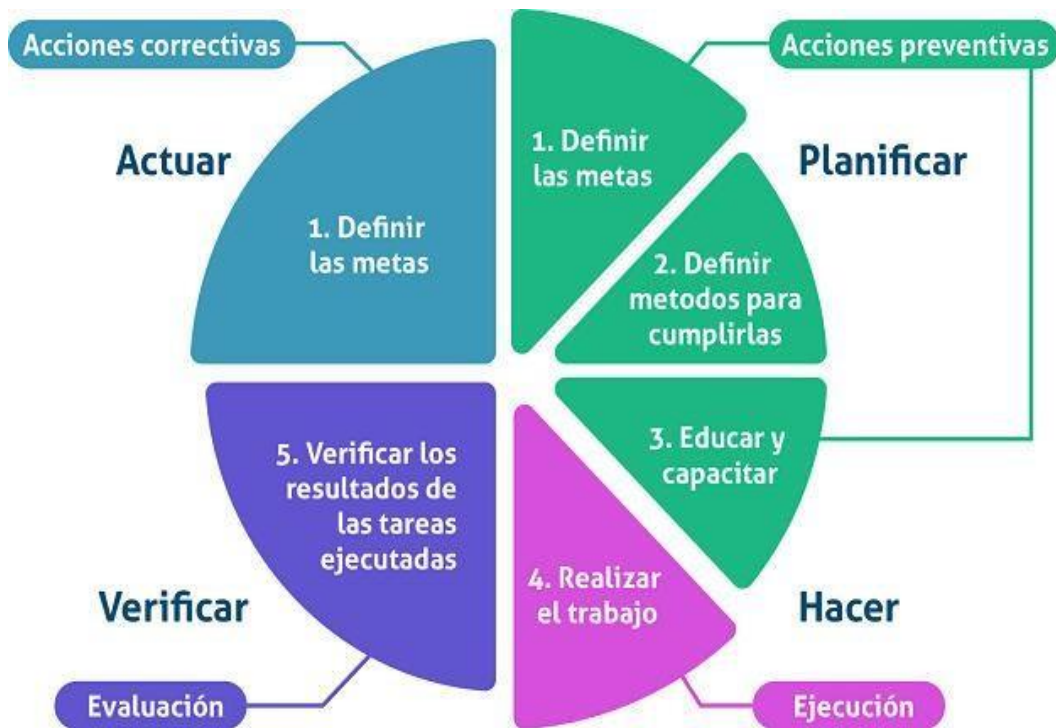 Acciones correctivas
Acciones preventivas
Actuar
Planificar
1. Definir
las metas
1. Definir
las metas
2. Definir
metodos para
cumplirlas
3. Educar y
capacitar
4. Realizar
el trabajo
5. Verificar los
resultados de
las tareas
ejecutadas
Verificar
Hacer
Evaluación
Ejecución